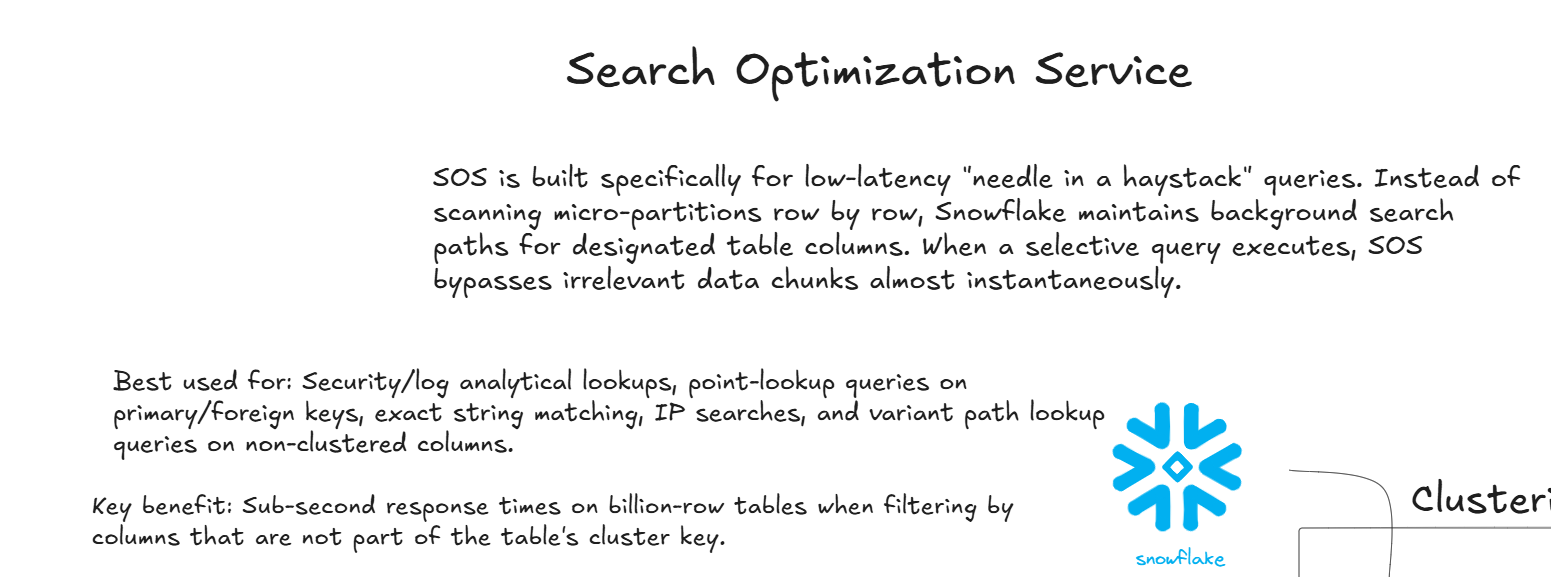 Search Optimization Service
SOS is built specifically for low-latency "needle in a haystack" queries. Instead of
scanning micro-partitions row by row, Snowflake maintains background search
paths for designated table columns. When a selective query executes, SOS
bypasses irrelevant data chunks almost instantaneously.
Best used for: Security/log analytical lookups, point-lookup queries on
primary/foreign keys, exact string matching, IP searches, and variant path lookup
queries on non-clustered columns.
Key benefit: Sub-second response times on billion-row tables when filtering by
columns that are not part of the table's cluster key.
snowflake